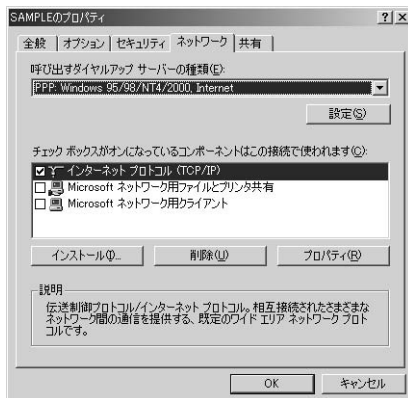 SAMPLEのプロパティ
全般 オプション セキュリティ ネットワーク 共有
呼び出すダイヤルアップ サーバーの種類(E):
PPP: Windows 95/98/NT4/2000, Internet
設定(S)
チェック ボックスがオンになっているコンポーネントはこの接続で使われます(C):
インターネット プロトコル (TCP/IP)
Microsoft ネットワーク用ファイルとプリンタ共有
Microsoft ネットワーク用クライアント
インストール(I)... 削除(U) プロパティ(R)
説明
伝送制御プロトコル/インターネット プロトコル。相互接続されたさまざまな
ネットワーク間の通信を提供する、既定のワイド エリア ネットワーク プロト
コルです。
OK キャンセル